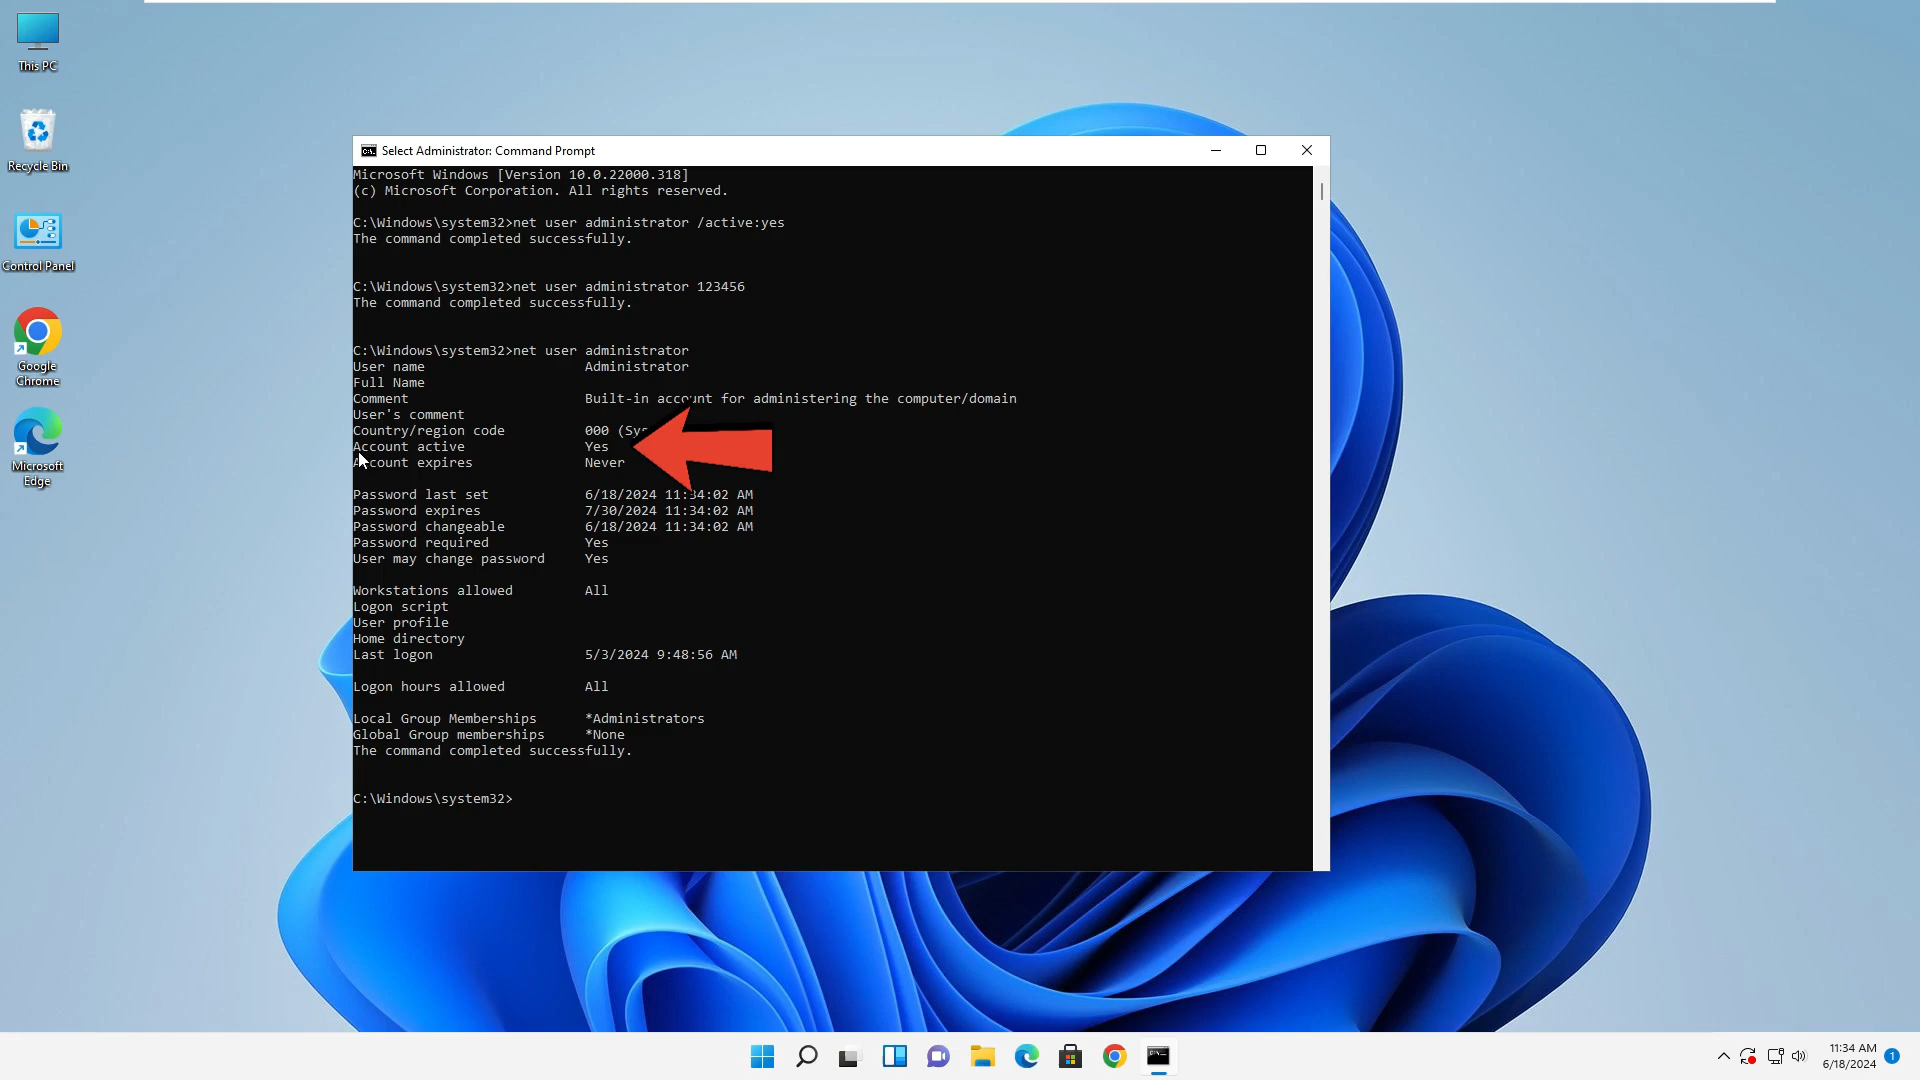 This PC
Recycle Bin
Control Panel
Google
Chrome
Microsoft
Edge
Select Administrator: Command Prompt
Microsoft Windows [Version 10.0.22000.318]
(c) Microsoft Corporation. All rights reserved.
C:\Windows\system32>net user administrator /active:yes
The command completed successfully.
C:\Windows\system32>net user administrator 123456
The command completed successfully.
C:\Windows\system32>net user administrator
User name Administrator
Full Name
Comment Built-in account for administering the computer/domain
User's comment
Country/region code 000 (Sys
Account active Yes
Account expires Never
Password last set 6/18/2024 11:34:02 AM
Password expires 7/30/2024 11:34:02 AM
Password changeable 6/18/2024 11:34:02 AM
Password required Yes
User may change password Yes
Workstations allowed All
Logon script
User profile
Home directory
Last logon 5/3/2024 9:48:56 AM
Logon hours allowed All
Local Group Memberships *Administrators
Global Group memberships *None
The command completed successfully.
C:\Windows\system32>
11:34 AM
6/18/2024
1